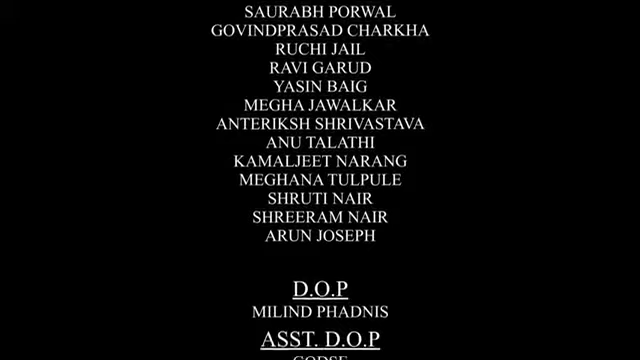 SAURABH PORWAL
GOVINDPRASAD CHARKHA
RUCHI JAIL
RAVI GARUD
YASIN BAIG
MEGHA JAWALKAR
ANTERIKSH SHRIVASTAVA
ANU TALATHI
KAMALJEET NARANG
MEGHANA TULPULE
SHRUTI NAIR
SHREERAM NAIR
ARUN JOSEPH
D.O.P
MILIND PHADNIS
ASST. D.O.P